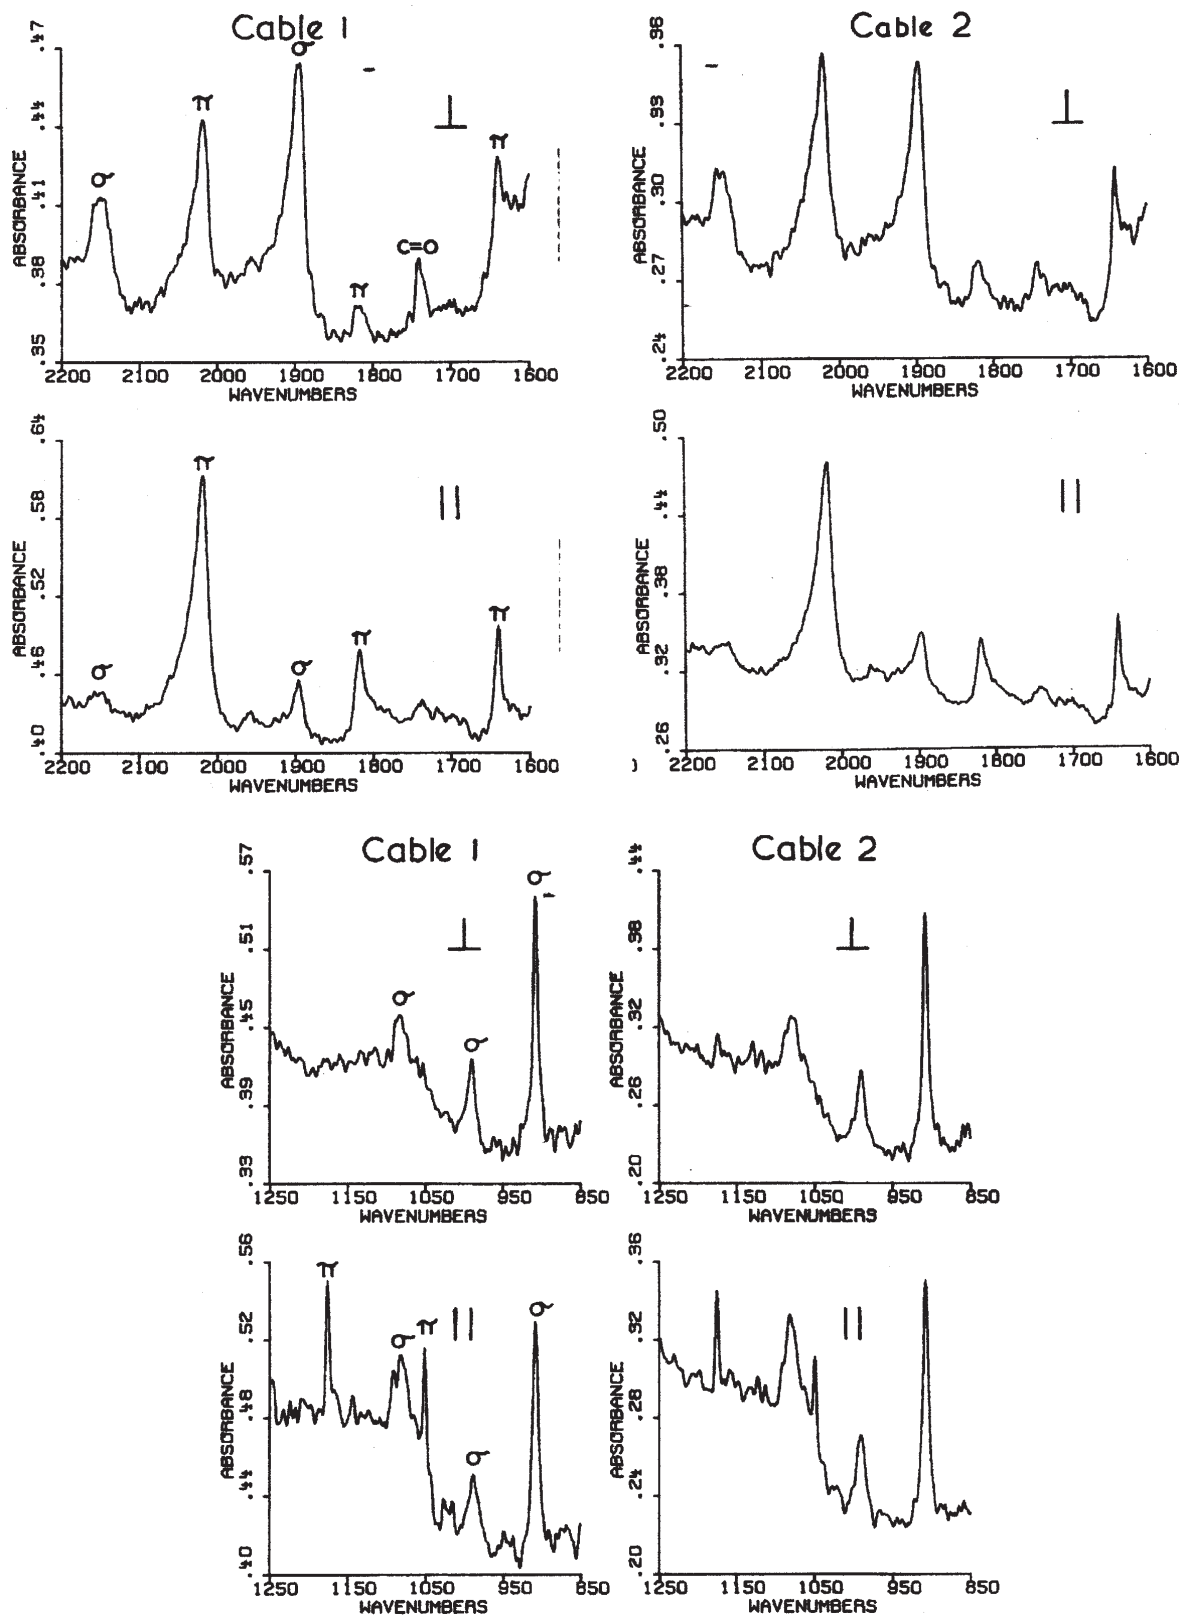 Cable 1
Cable 2
.47
.44
.41
.38
.35
ABSORBANCE
σ
π
σ
π
C=O
π
⊥
2200 2100 2000 1900 1800 1700 1600
WAVENUMBERS
.36
.33
.30
.27
.24
ABSORBANCE
⊥
2200 2100 2000 1900 1800 1700 1600
WAVENUMBERS
.64
.58
.52
.46
.40
ABSORBANCE
σ
π
σ
π
π
||
2200 2100 2000 1900 1800 1700 1600
WAVENUMBERS
.50
.44
.38
.32
.26
ABSORBANCE
||
2200 2100 2000 1900 1800 1700 1600
WAVENUMBERS
Cable 1
Cable 2
.57
.51
.45
.39
.33
ABSORBANCE
σ
σ
σ
⊥
1250 1150 1050 950 850
WAVENUMBERS
.44
.38
.32
.26
.20
ABSORBANCE
⊥
1250 1150 1050 950 850
WAVENUMBERS
.56
.52
.48
.44
.40
ABSORBANCE
π
σ
π
||
σ
σ
1250 1150 1050 950 850
WAVENUMBERS
.36
.32
.28
.24
.20
ABSORBANCE
||
1250 1150 1050 950 850
WAVENUMBERS